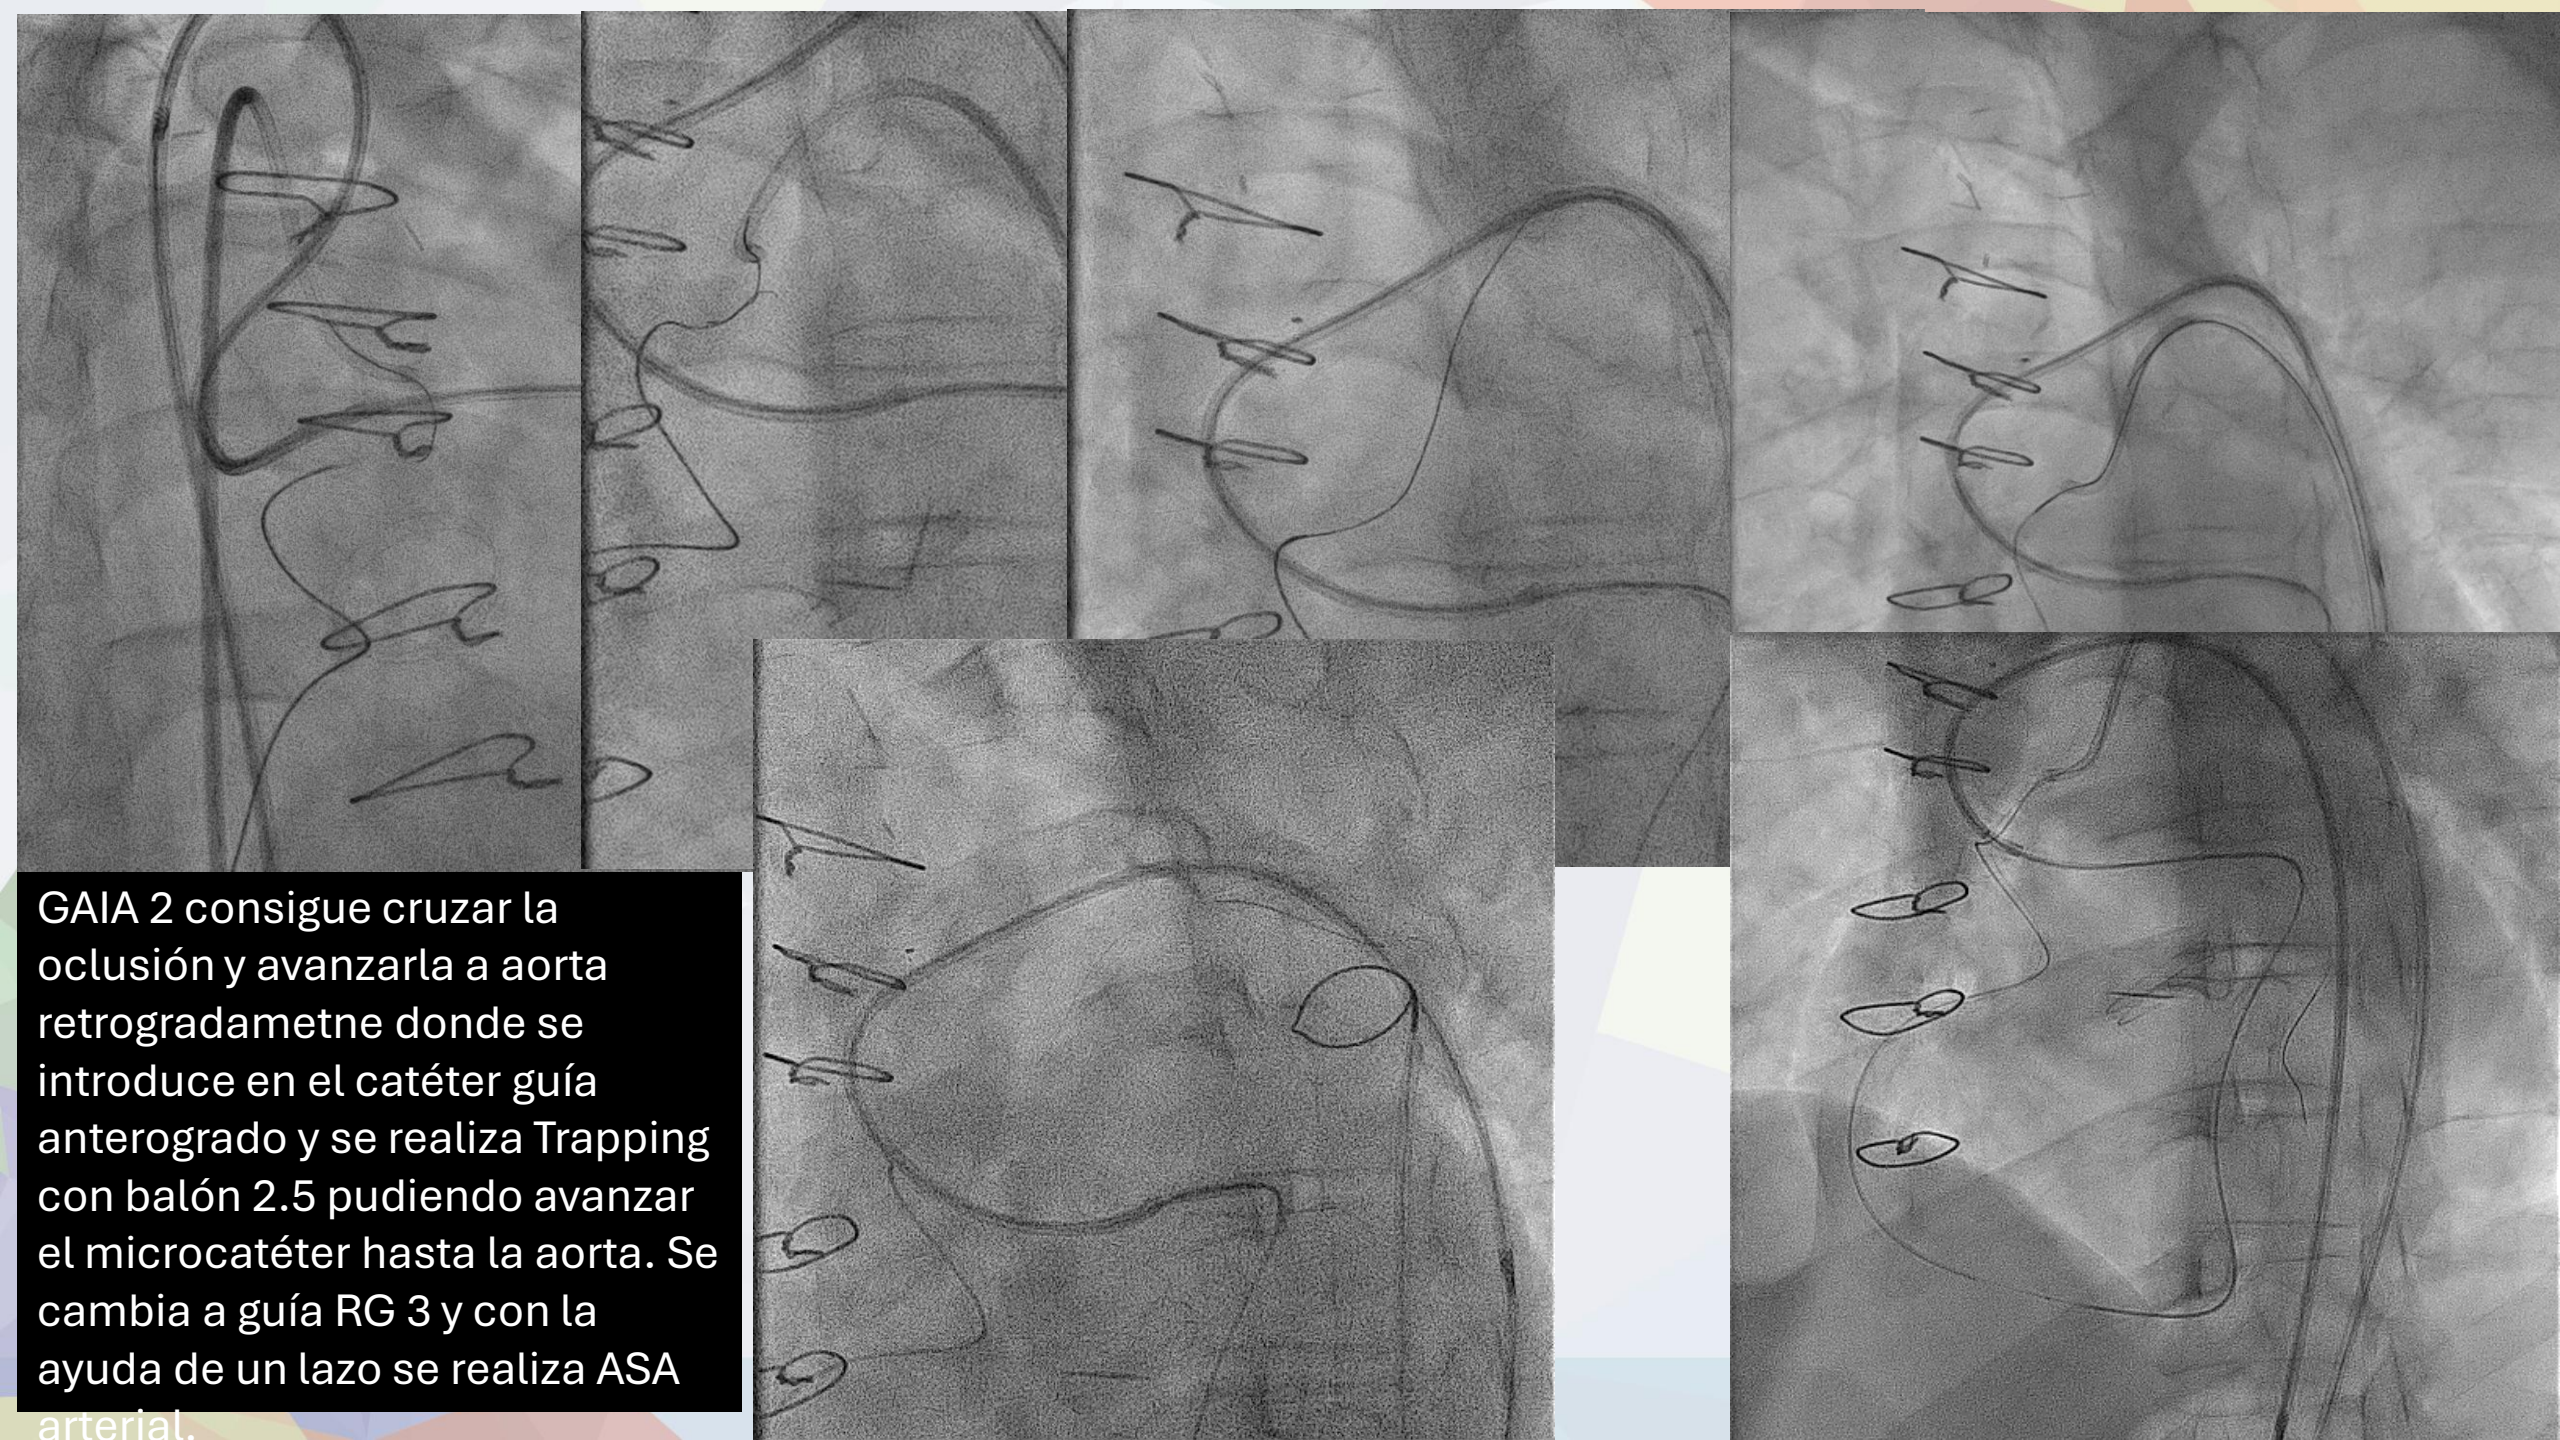 GAIA 2 consigue cruzar la
oclusión y avanzarla a aorta
retrogradametne donde se
introduce en el catéter guía
anterogrado y se realiza Trapping
con balón 2.5 pudiendo avanzar
el microcatéter hasta la aorta. Se
cambia a guía RG 3 y con la
ayuda de un lazo se realiza ASA
arterial.